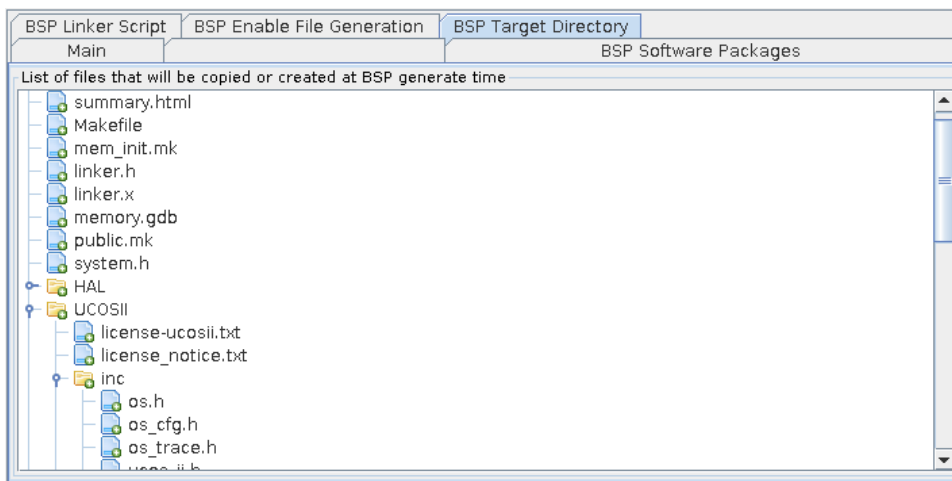 BSP Linker Script BSP Enable File Generation BSP Target Directory
Main BSP Software Packages
List of files that will be copied or created at BSP generate time
summary.html
Makefile
mem_init.mk
linker.h
linker.x
memory.gdb
public.mk
system.h
HAL
UCOSII
license-ucosii.txt
license_notice.txt
inc
os.h
os_cfg.h
os_trace.h